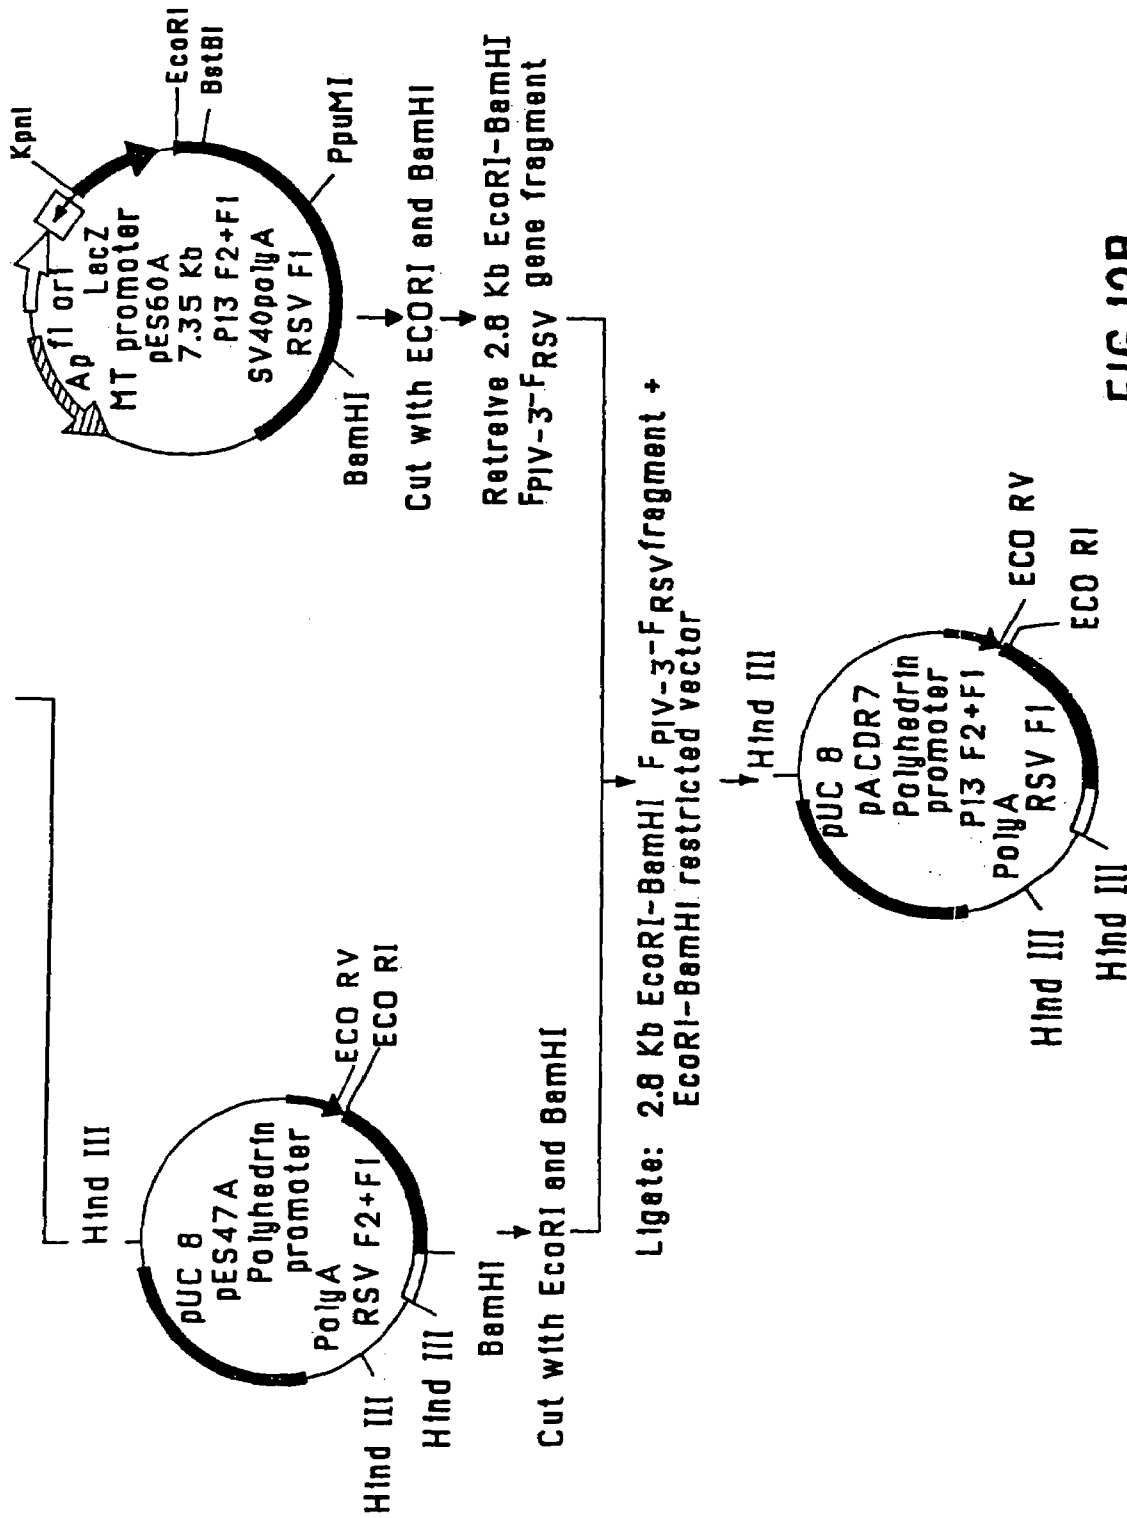 Hind III
pUC 8
pES47A
Polyhedrin
promoter
PolyA
RSV F2+F1
ECO RV
ECO RI
Hind III
Hind III
BamHI
Cut with EcoRI and BamHI
KpnI
EcoRI
BstBI
PpuMI
Ap f1 ori
LacZ
MT promoter
pES60A
7.35 Kb
PI3 F2+F1
SV40polyA
RSV F1
BamHI
Cut with ECORI and BamHI
Retreive 2.8 Kb EcoRI-BamHI
FPIV-3-FRSV gene fragment
Ligate: 2.8 Kb EcoRI-BamHI FPIV-3-FRSV fragment +
EcoRI-BamHI restricted vector
Hind III
pUC 8
pACDR7
Polyhedrin
promoter
PI3 F2+F1
PolyA
RSV F1
ECO RV
ECO RI
Hind III
Hind III